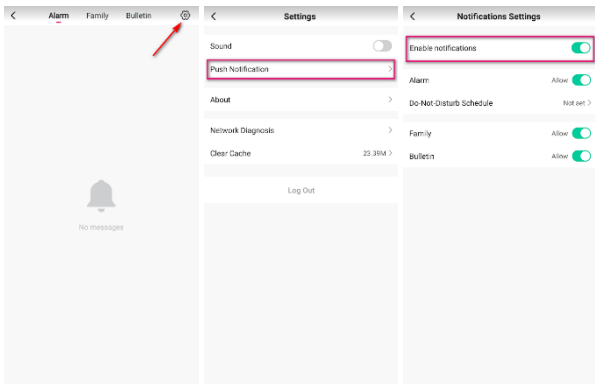 Alarm Family Bulletin
No messages
Settings
Sound
Push Notification
About
Network Diagnosis
Clear Cache 23.39M
Log Out
Notifications Settings
Enable notifications
Alarm Allow
Do-Not-Disturb Schedule Not set
Family Allow
Bulletin Allow